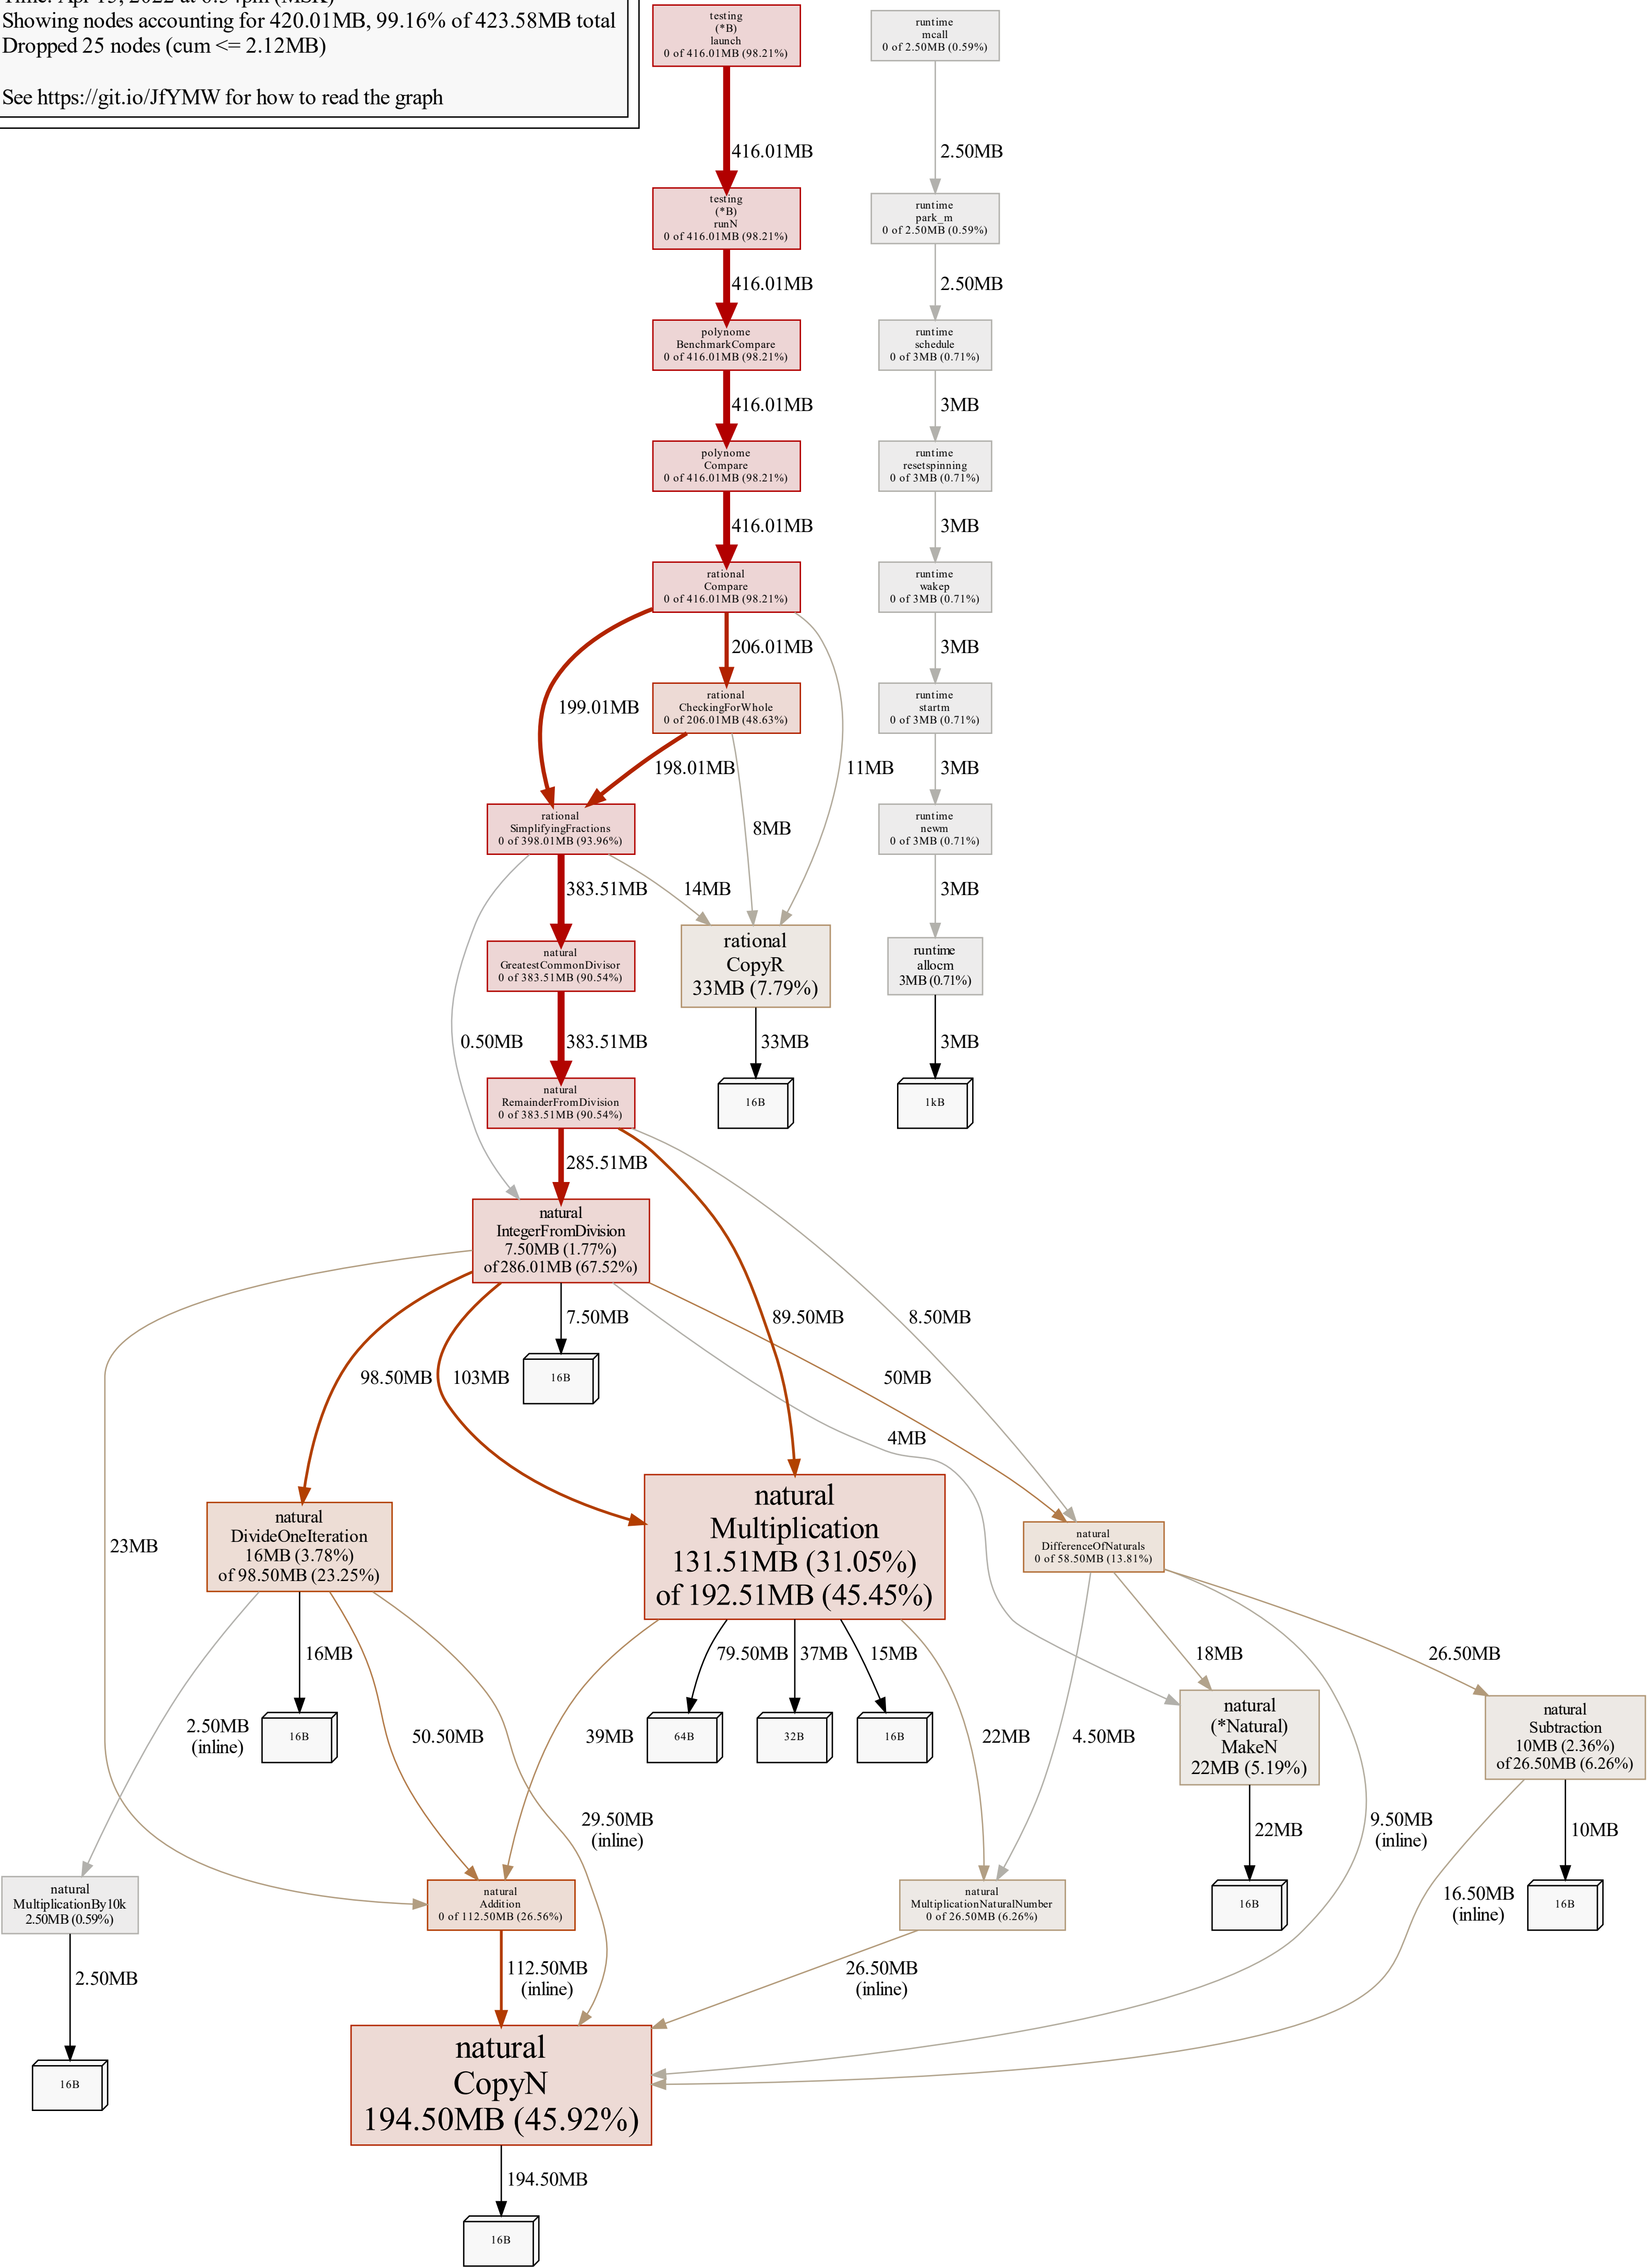 Showing nodes accounting for 420.01MB, 99.16% of 423.58MB total
Dropped 25 nodes (cum <= 2.12MB)
See https://git.io/JfYMW for how to read the graph
testing
(*B)
launch
0 of 416.01MB (98.21%)
runtime
mcall
0 of 2.50MB (0.59%)
416.01MB
2.50MB
testing
(*B)
runN
0 of 416.01MB (98.21%)
runtime
park_m
0 of 2.50MB (0.59%)
416.01MB
2.50MB
polynome
BenchmarkCompare
0 of 416.01MB (98.21%)
runtime
schedule
0 of 3MB (0.71%)
416.01MB
3MB
polynome
Compare
0 of 416.01MB (98.21%)
runtime
resetspinning
0 of 3MB (0.71%)
416.01MB
3MB
rational
Compare
0 of 416.01MB (98.21%)
runtime
wakep
0 of 3MB (0.71%)
206.01MB
3MB
199.01MB
rational
CheckingForWhole
0 of 206.01MB (48.63%)
runtime
startm
0 of 3MB (0.71%)
198.01MB
11MB
3MB
rational
SimplifyingFractions
0 of 398.01MB (93.96%)
8MB
runtime
newm
0 of 3MB (0.71%)
383.51MB
14MB
3MB
natural
GreatestCommonDivisor
0 of 383.51MB (90.54%)
rational
CopyR
33MB (7.79%)
runtime
allocm
3MB (0.71%)
0.50MB
383.51MB
33MB
3MB
natural
RemainderFromDivision
0 of 383.51MB (90.54%)
16B
1kB
285.51MB
natural
IntegerFromDivision
7.50MB (1.77%)
of 286.01MB (67.52%)
7.50MB
89.50MB
8.50MB
98.50MB
103MB
16B
50MB
4MB
23MB
natural
DivideOneIteration
16MB (3.78%)
of 98.50MB (23.25%)
natural
Multiplication
131.51MB (31.05%)
of 192.51MB (45.45%)
natural
DifferenceOfNaturals
0 of 58.50MB (13.81%)
16MB
79.50MB
37MB
15MB
18MB
26.50MB
2.50MB
(inline)
16B
50.50MB
39MB
64B
32B
16B
22MB
4.50MB
natural
(*Natural)
MakeN
22MB (5.19%)
natural
Subtraction
10MB (2.36%)
of 26.50MB (6.26%)
29.50MB
(inline)
22MB
9.50MB
(inline)
10MB
natural
MultiplicationBy10k
2.50MB (0.59%)
natural
Addition
0 of 112.50MB (26.56%)
natural
MultiplicationNaturalNumber
0 of 26.50MB (6.26%)
16B
16.50MB
(inline)
16B
2.50MB
112.50MB
(inline)
26.50MB
(inline)
16B
natural
CopyN
194.50MB (45.92%)
194.50MB
16B